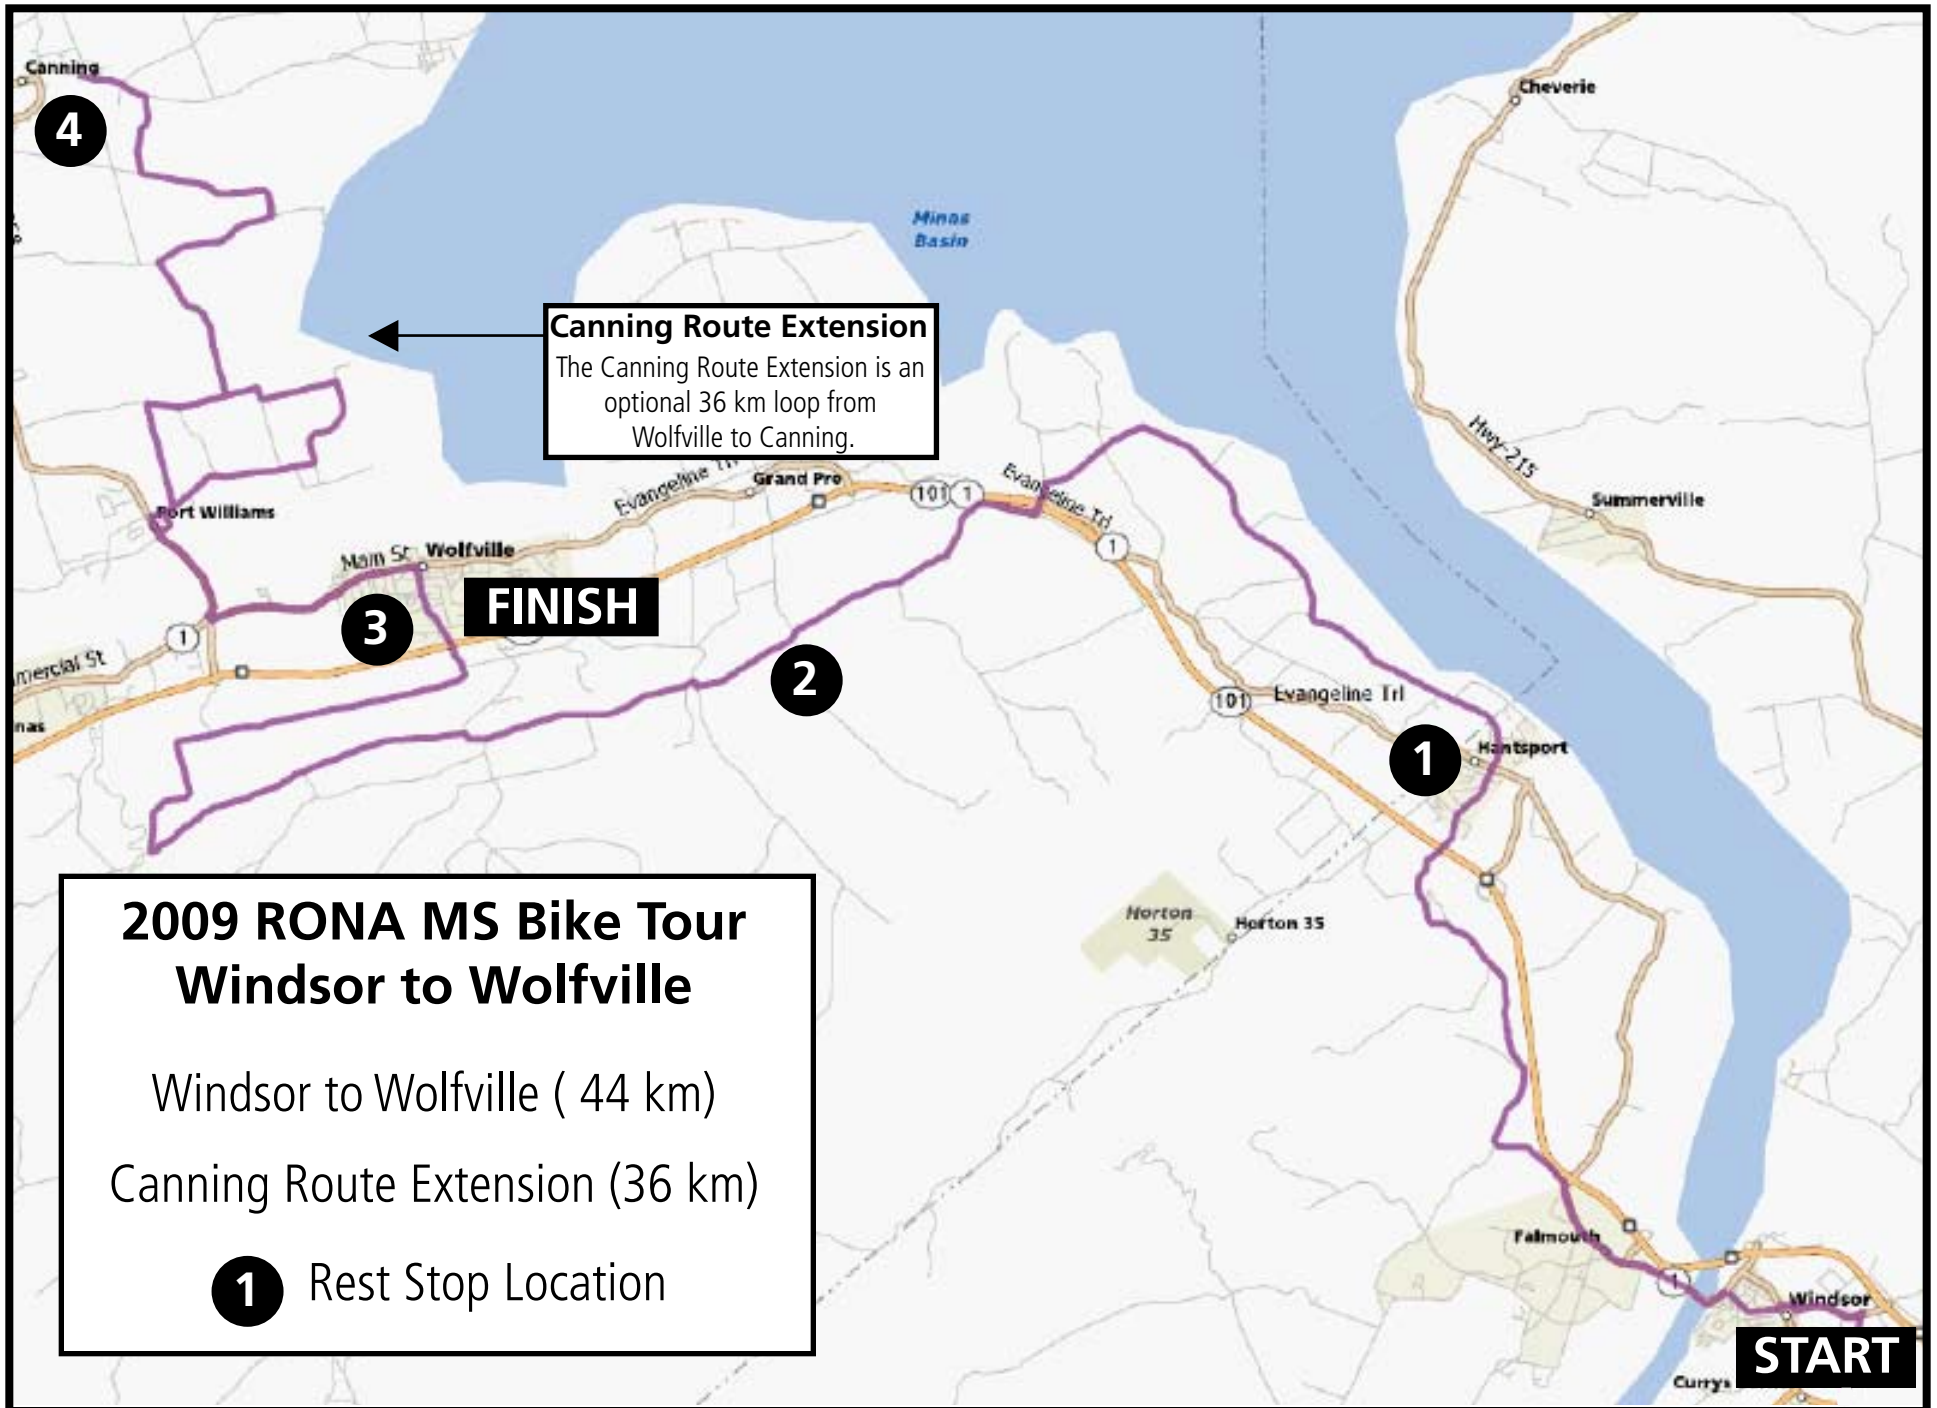 Canning
4
Cheverie
Minas
Basin
Canning Route Extension
The Canning Route Extension is an
optional 36 km loop from
Wolfville to Canning.
Hwy-215
Summerville
Evangeline
Grand Pre
101
1
Evangeline Trl
1
Port Williams
Main St
Wolfville
FINISH
3
1
2
101
Evangeline Trl
1
Hantsport
Horton
35
Horton 35
2009 RONA MS Bike Tour
Windsor to Wolfville
Windsor to Wolfville ( 44 km)
Canning Route Extension (36 km)
1 Rest Stop Location
Falmouth
1
Windsor
START
Currys